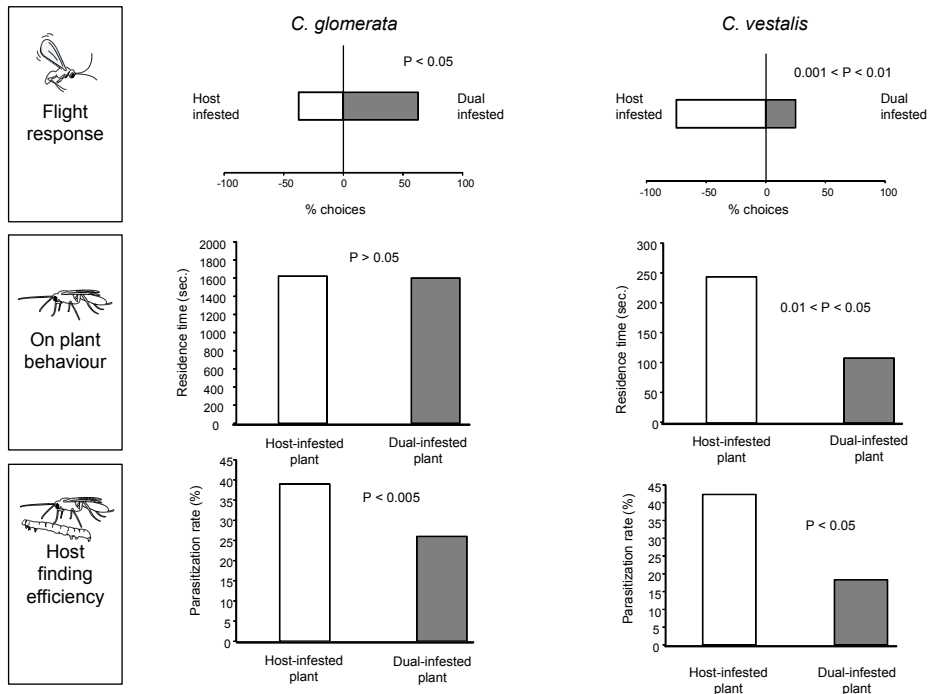 C. glomerata
C. vestalis
Flight
response
P < 0.05
Host
infested
Dual
infested
-100
-50
0
50
100
% choices
0.001 < P < 0.01
Host
infested
Dual
infested
-100
-50
0
50
100
% choices
On plant
behaviour
Residence time (sec.)
2000
1800
1600
1400
1200
1000
800
600
400
200
0
P > 0.05
Host-infested
plant
Dual-infested
plant
Residence time (sec.)
300
250
200
150
100
50
0
0.01 < P < 0.05
Host-infested
plant
Dual-infested
plant
Host
finding
efficiency
Parasitization rate (%)
45
40
35
30
25
20
15
10
5
0
P < 0.005
Host-infested
plant
Dual-infested
plant
Parasitization rate (%)
45
40
35
30
25
20
15
10
5
0
P < 0.05
Host-infested
plant
Dual-infested
plant